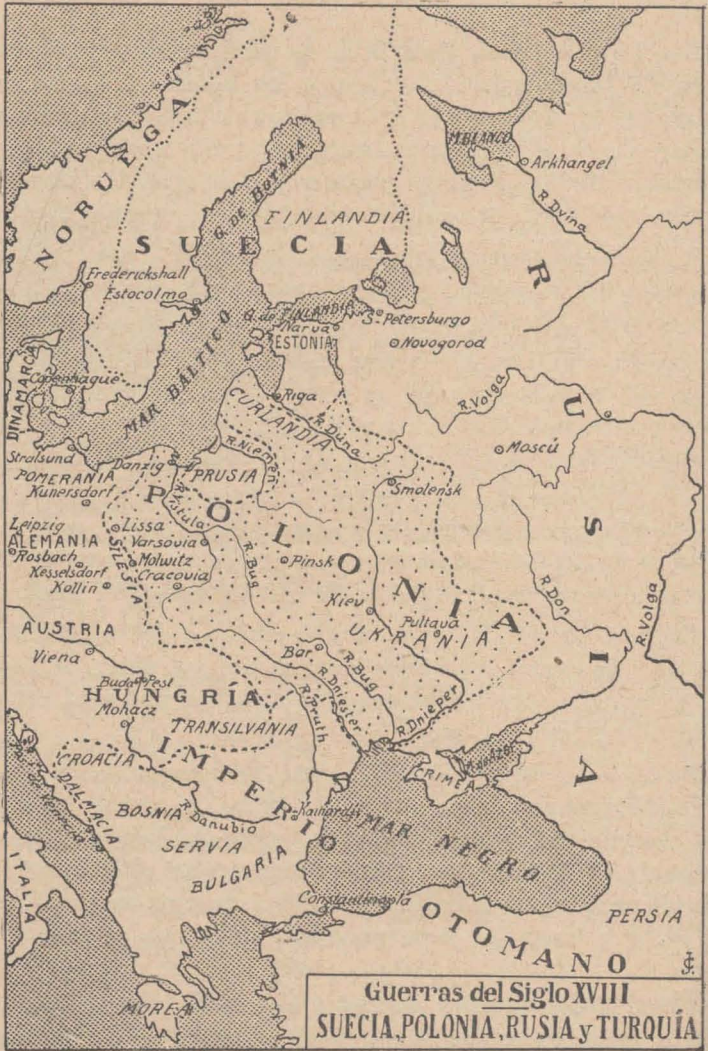 NORUEGA
SUECIA
G. DE BOTNIA
FINLANDIA
M. BLANCO
Arkhangel
R. Dvina
RUSIA
Frederickshall
Estocolmo
G. de FINLANDIA
S. Petersburgo
Narva
ESTONIA
Novogorod
MAR BÁLTICO
DINAMARCA
Copenhague
Riga
CURLANDIA
R. Duna
R. Volga
Moscú
R. Niemen
Stralsund
Danzig
PRUSIA
POMERANIA
Kunersdorf
Smolensk
POLONIA
R. Vistula
Leipzig
ALEMANIA
Rosbach
Kesselsdorf
Kollin
SILESIA
Lissa
Varsovia
Molwitz
Cracovia
R. Bug
Pinsk
R. Don
R. Volga
Kiev
Pultava
UKRANIA
AUSTRIA
Viena
Bar
R. Bug
R. Dniester
R. Dnieper
R. Pruth
Buda
Pest
HUNGRÍA
Mohacz
TRANSILVANIA
CROACIA
IMPERIO
M. de Azof
CRIMEA
DALMACIA
BOSNIA
R. Danubio
Kainardji
MAR NEGRO
SERVIA
BULGARIA
ITALIA
Constantinopla
OTOMANO
PERSIA
MOREA
Guerras del Siglo XVIII
SUECIA, POLONIA, RUSIA y TURQUÍA